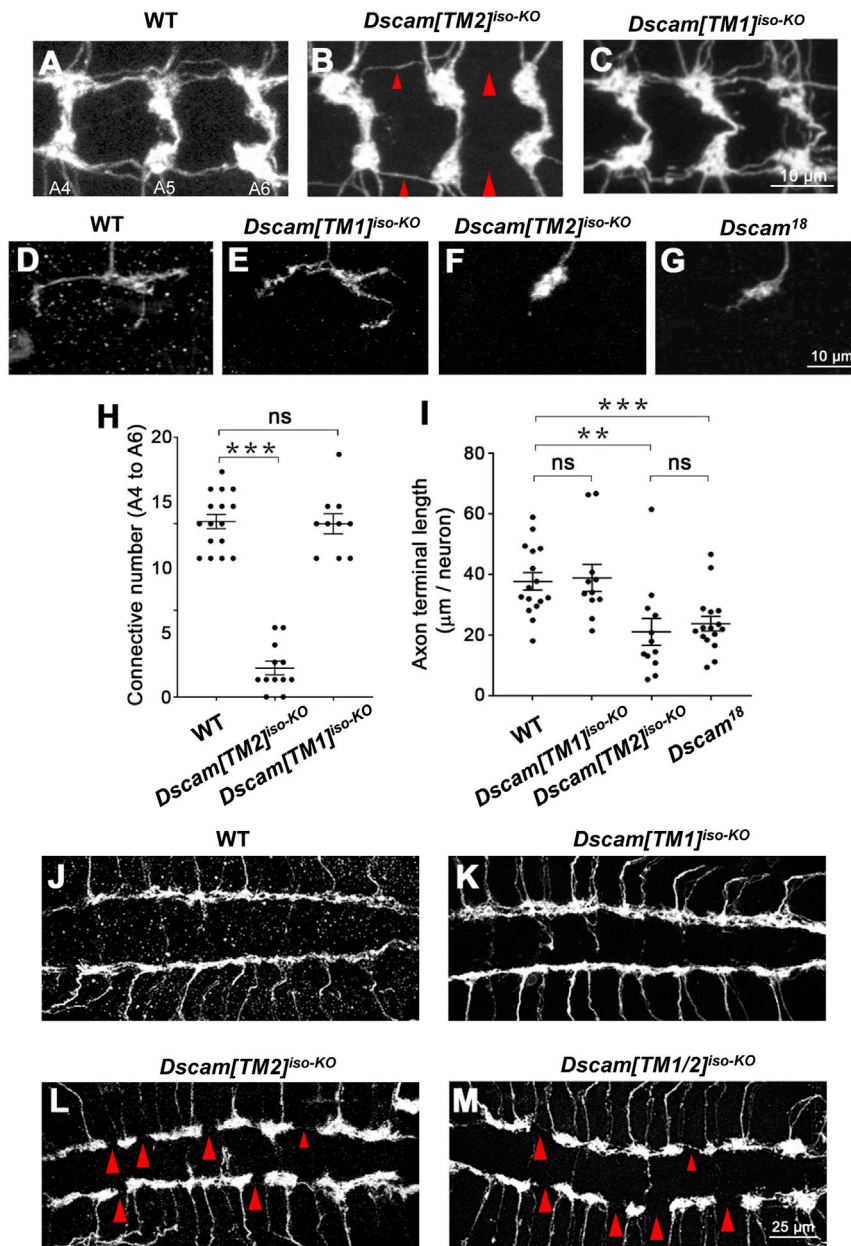 WT Dscam[TM2]iso-KO Dscam[TM1]iso-KO
A B C
A4 A5 A6 10 µm
WT Dscam[TM1]iso-KO Dscam[TM2]iso-KO Dscam18
D E F G
10 µm
H
Connective number (A4 to A6)
ns
***
20
15
10
5
0
WT
Dscam[TM2]iso-KO
Dscam[TM1]iso-KO
I
Axon terminal length
(µm / neuron)
***
**
ns ns
80
60
40
20
0
WT
Dscam[TM1]iso-KO
Dscam[TM2]iso-KO
Dscam18
WT Dscam[TM1]iso-KO
J K
Dscam[TM2]iso-KO Dscam[TM1/2]iso-KO
L M
25 µm